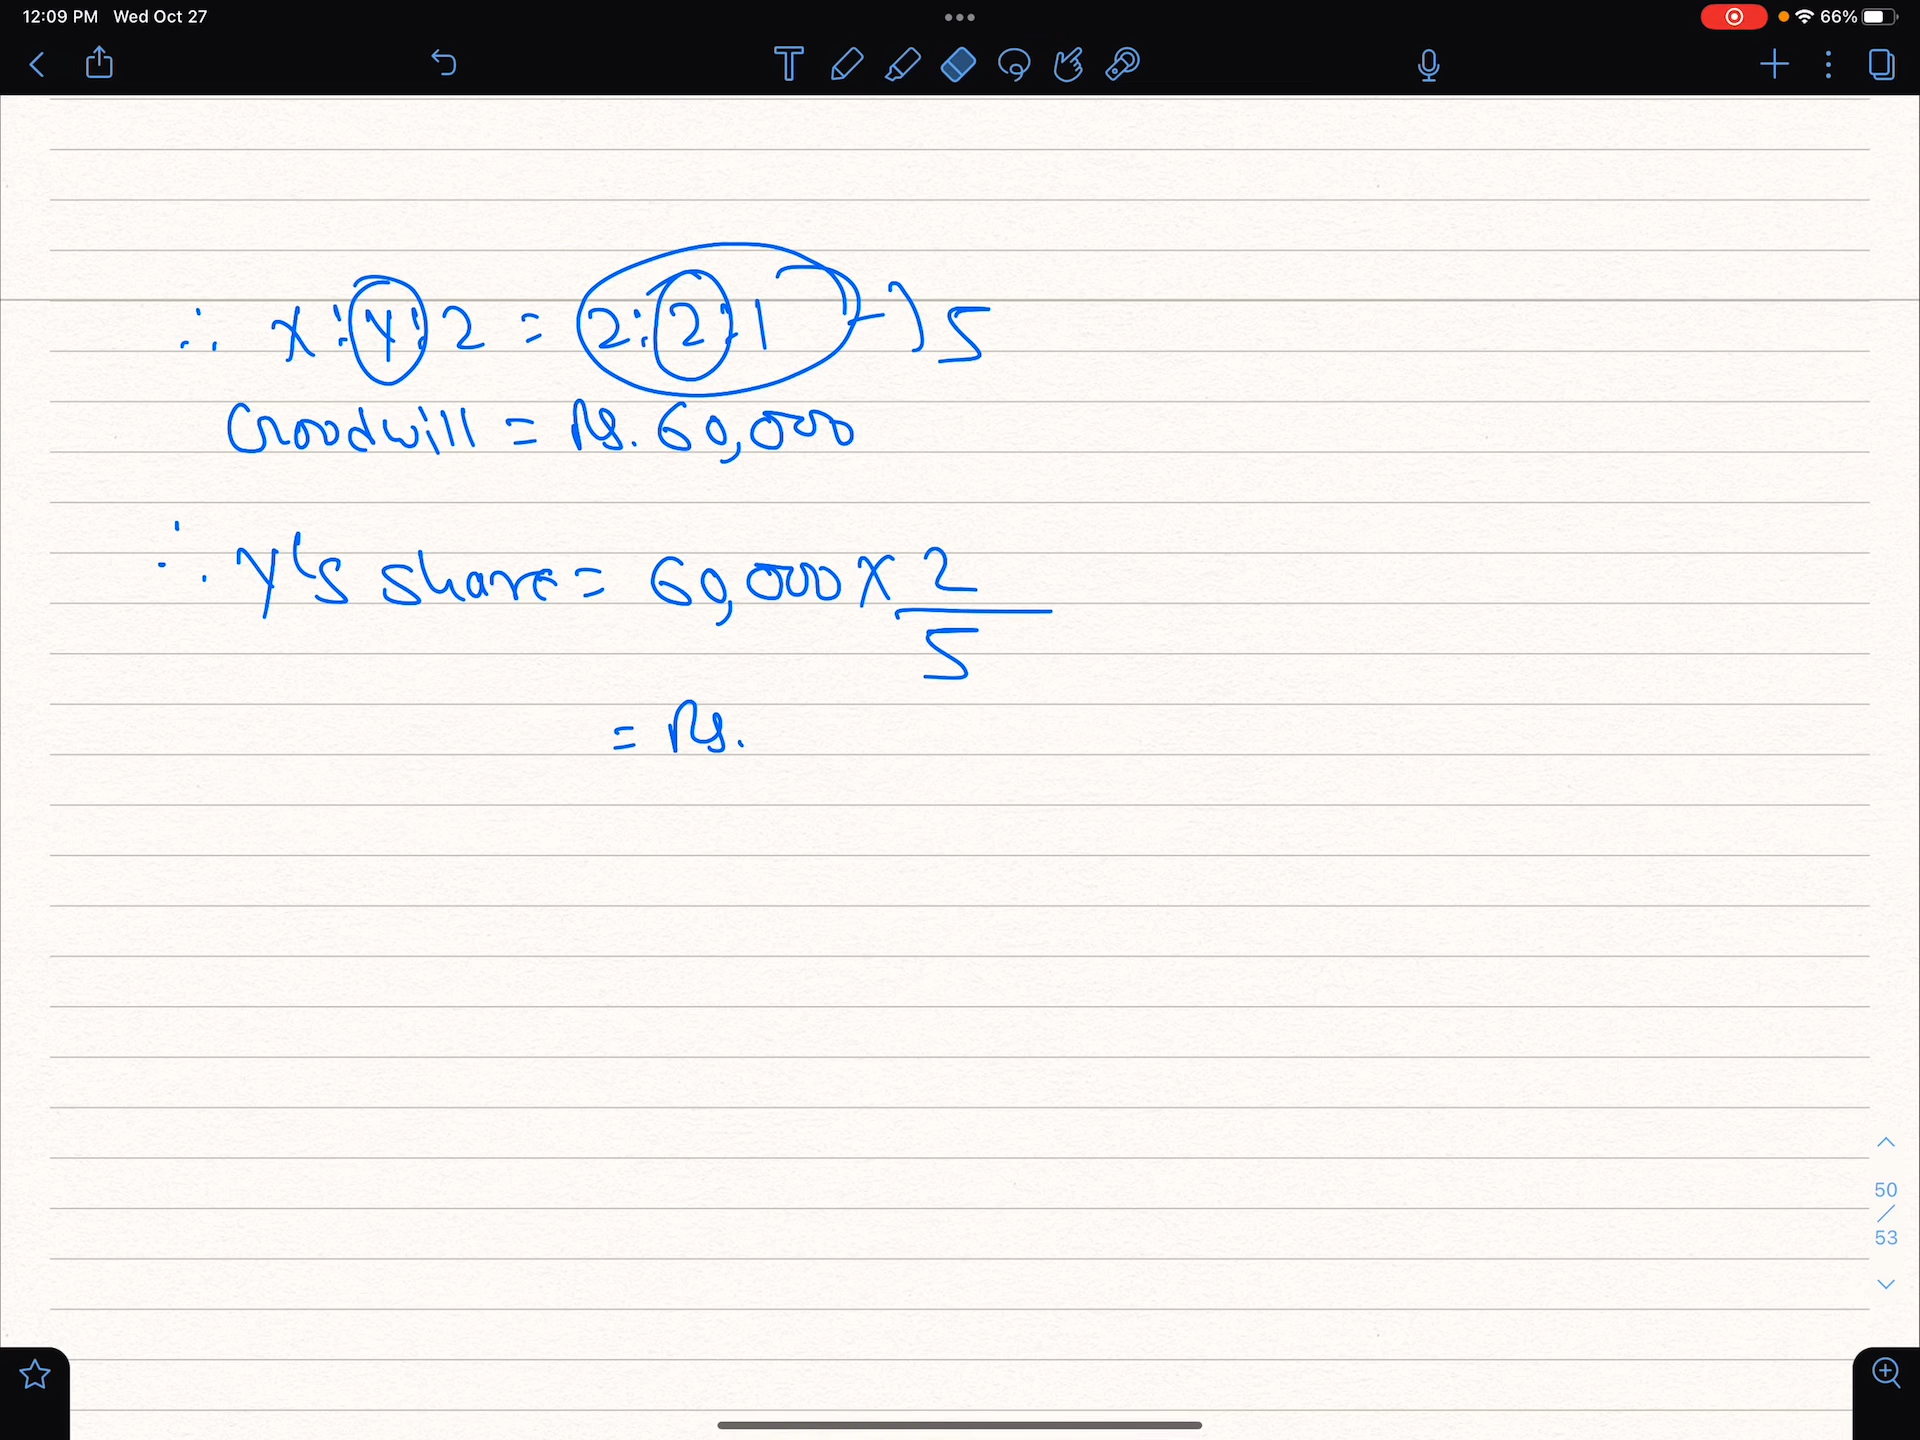 12:09 PM Wed Oct 27
66%
∴ X:Y:2 = 2:2:1 → 5
Goodwill = Rs. 60,000
∴ Y's share = 60,000 X 2
5
= Rs.
50
/
53